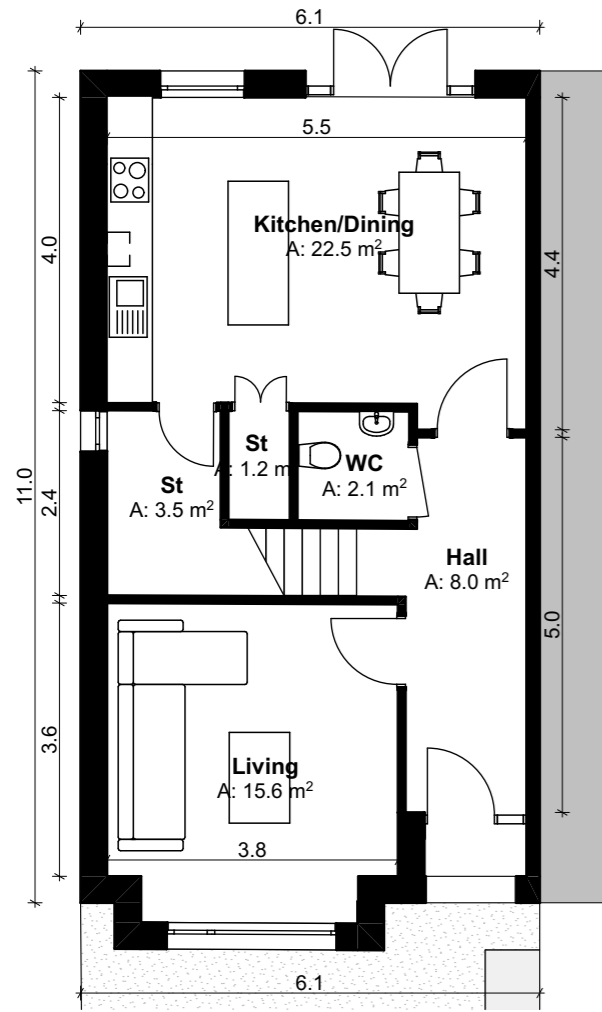 6.1
5.5
Kitchen/Dining
A: 22.5 m²
4.0
4.4
11.0
2.4
St
A: 1.2 m
WC
A: 2.1 m²
St
A: 3.5 m²
Hall
A: 8.0 m²
5.0
3.6
Living
A: 15.6 m²
3.8
6.1